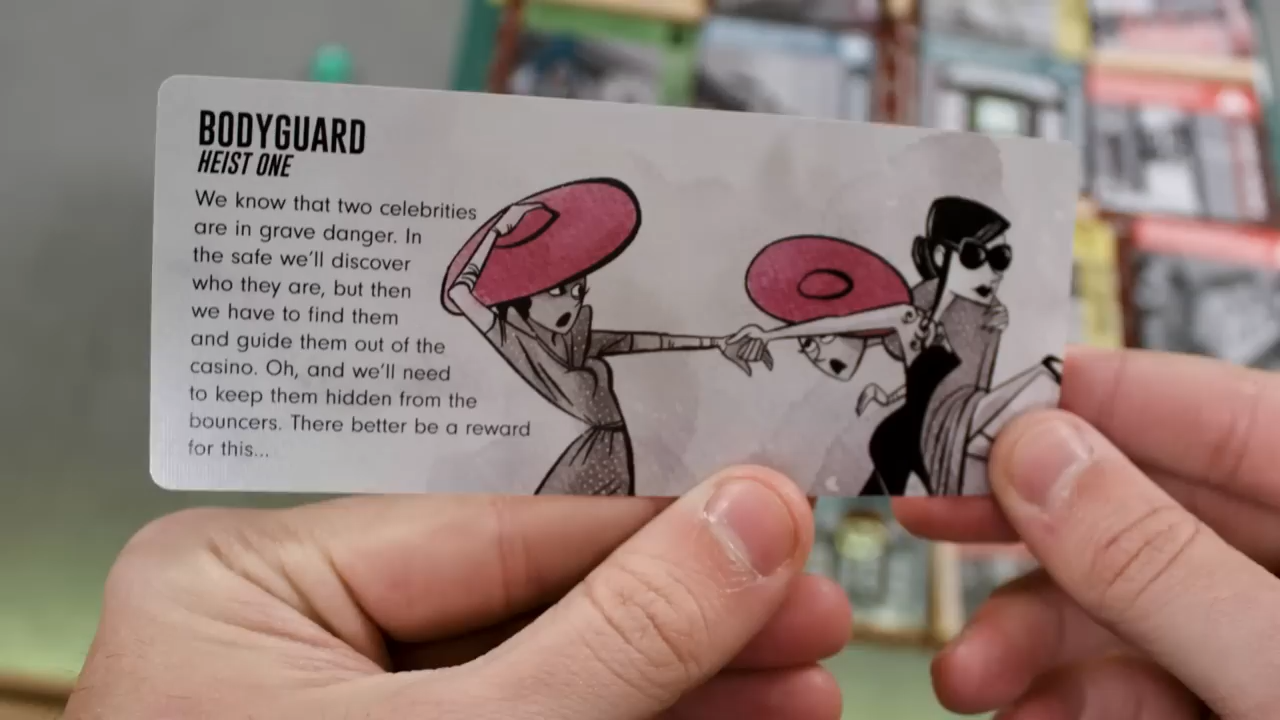 BODYGUARD
HEIST ONE
We know that two celebrities
are in grave danger. In
the safe we'll discover
who they are, but then
we have to find them
and guide them out of the
casino. Oh, and we'll need
to keep them hidden from the
bouncers. There better be a reward
for this...